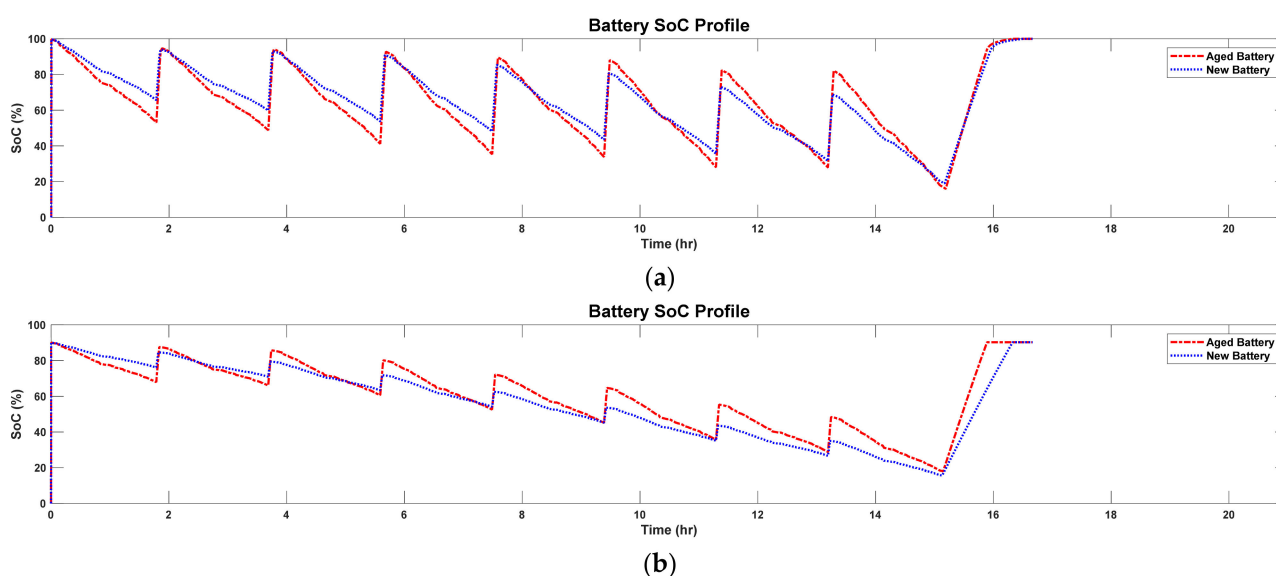 Battery SoC Profile
100
80
60
40
20
0
SoC (%)
Aged Battery
New Battery
0 2 4 6 8 10 12 14 16 18 20
Time (hr)
(a)
Battery SoC Profile
100
80
60
40
20
0
SoC (%)
Aged Battery
New Battery
0 2 4 6 8 10 12 14 16 18 20
Time (hr)
(b)